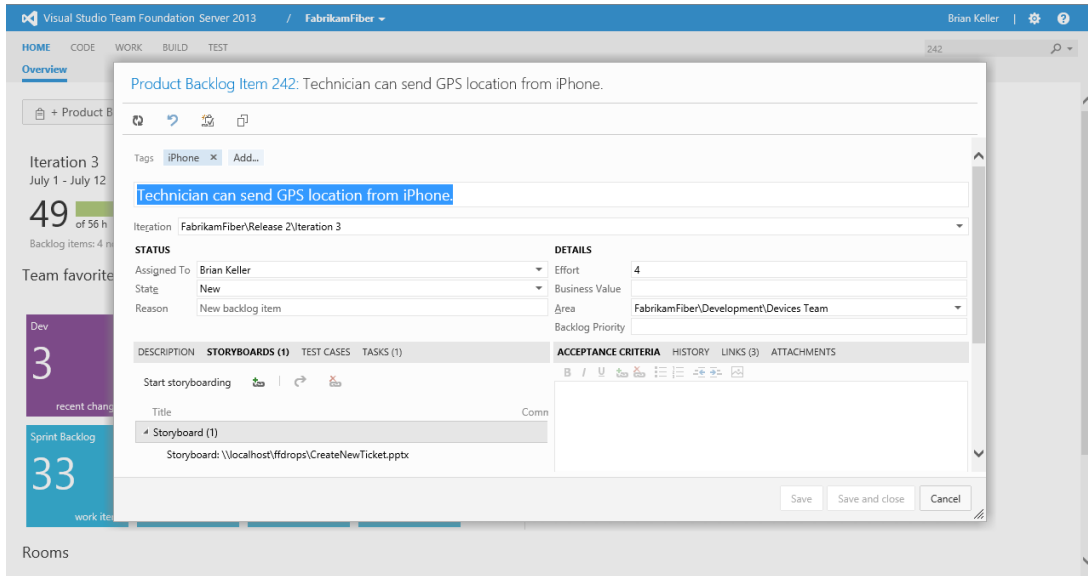 Visual Studio Team Foundation Server 2013 / FabrikamFiber Brian Keller | ?
HOME CODE WORK BUILD TEST 242
Overview
Product Backlog Item 242: Technician can send GPS location from iPhone.
+ Product B
Tags iPhone × Add...
Iteration 3
July 1 - July 12
Technician can send GPS location from iPhone.
49 of 56 h
Iteration FabrikamFiber\Release 2\Iteration 3
Backlog items: 4
STATUS DETAILS
Team favorite
Assigned To Brian Keller Effort 4
State New Business Value
Reason New backlog item Area FabrikamFiber\Development\Devices Team
Backlog Priority
Dev
3
recent chang
DESCRIPTION STORYBOARDS (1) TEST CASES TASKS (1) ACCEPTANCE CRITERIA HISTORY LINKS (3) ATTACHMENTS
Start storyboarding B I U
Title Comn
Storyboard (1)
Storyboard: \\localhost\ffdrops\CreateNewTicket.pptx
Sprint Backlog
33
work ite
Save Save and close Cancel
Rooms